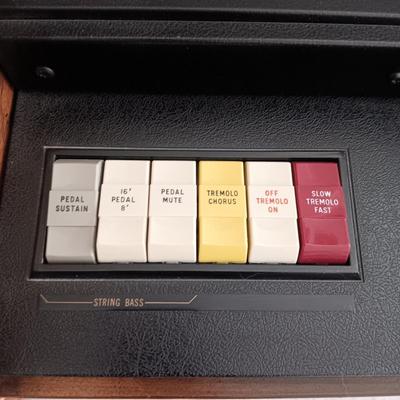 PEDAL
SUSTAIN
16'
PEDAL
8'
PEDAL
MUTE
TREMOLO
CHORUS
OFF
TREMOLO
ON
SLOW
TREMOLO
FAST
STRING BASS